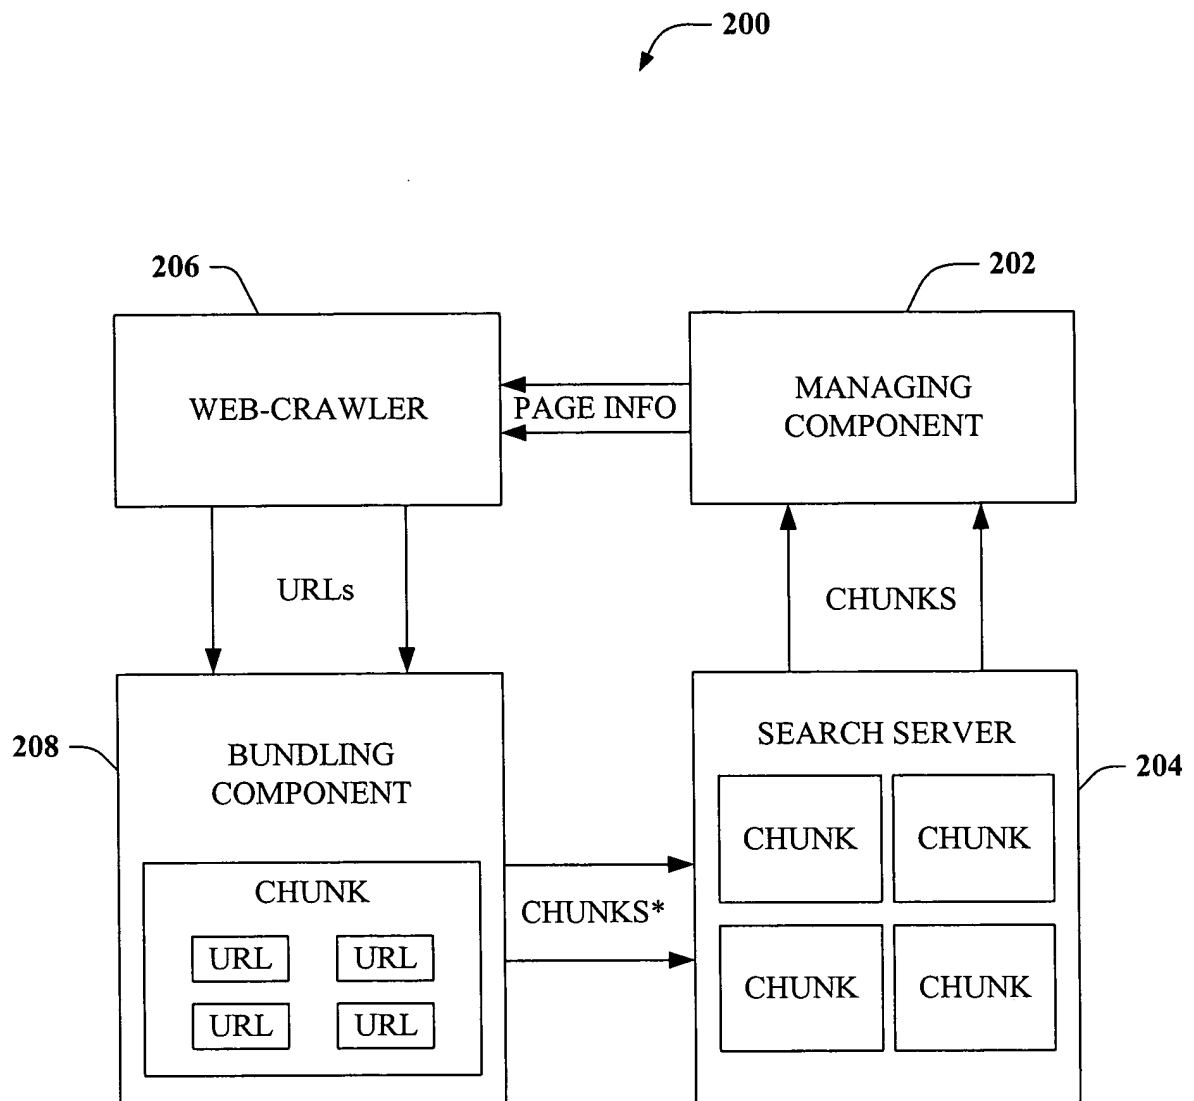 200
206
202
WEB-CRAWLER
PAGE INFO
MANAGING
COMPONENT
URLs
CHUNKS
208
BUNDLING
COMPONENT
SEARCH SERVER
204
CHUNK
URL URL
URL URL
CHUNKS*
CHUNK CHUNK
CHUNK CHUNK